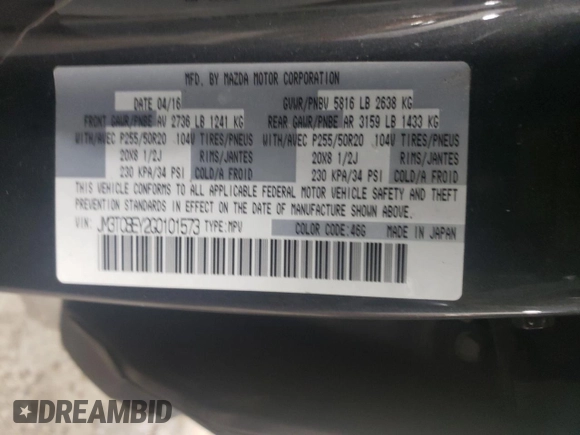 MFD. BY MAZDA MOTOR CORPORATION
DATE 04/16 GVWR/PNBV 5816 LB 2638 KG
FRONT GAWR/PNBE AV 2736 LB 1241 KG REAR GAWR/PNBE AR 3159 LB 1433 KG
WITH/AVEC P255/50R20 .104V TIRES/PNEUS WITH/AVEC P255/50R20 .104V TIRES/PNEUS
20X8 1/2J RIMS/JANTES 20X8 1/2J RIMS/JANTES
230 KPA/34 PSI COLD/A FROID 230 KPA/34 PSI COLD/A FROID
THIS VEHICLE CONFORMS TO ALL APPLICABLE FEDERAL MOTOR VEHICLE SAFETY AND THEFT
PREVENTION STANDARDS IN EFFECT ON THE DATE OF MANUFACTURE SHOWN ABOVE.
VIN: JM3TCBEY2G0101573 TYPE:MPV COLOR CODE:46G MADE IN JAPAN
DREAMBID